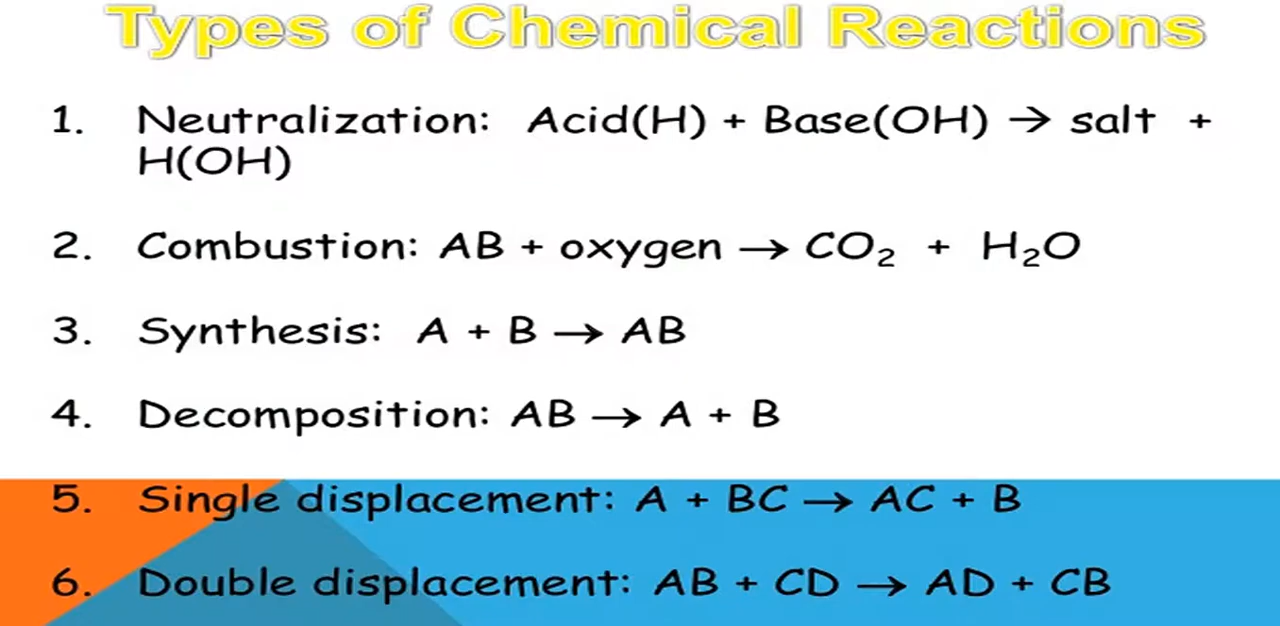 Types of Chemical Reactions
1. Neutralization: Acid(H) + Base(OH) → salt +
H(OH)
2. Combustion: AB + oxygen → CO₂ + H₂O
3. Synthesis: A + B → AB
4. Decomposition: AB → A + B
5. Single displacement: A + BC → AC + B
6. Double displacement: AB + CD → AD + CB